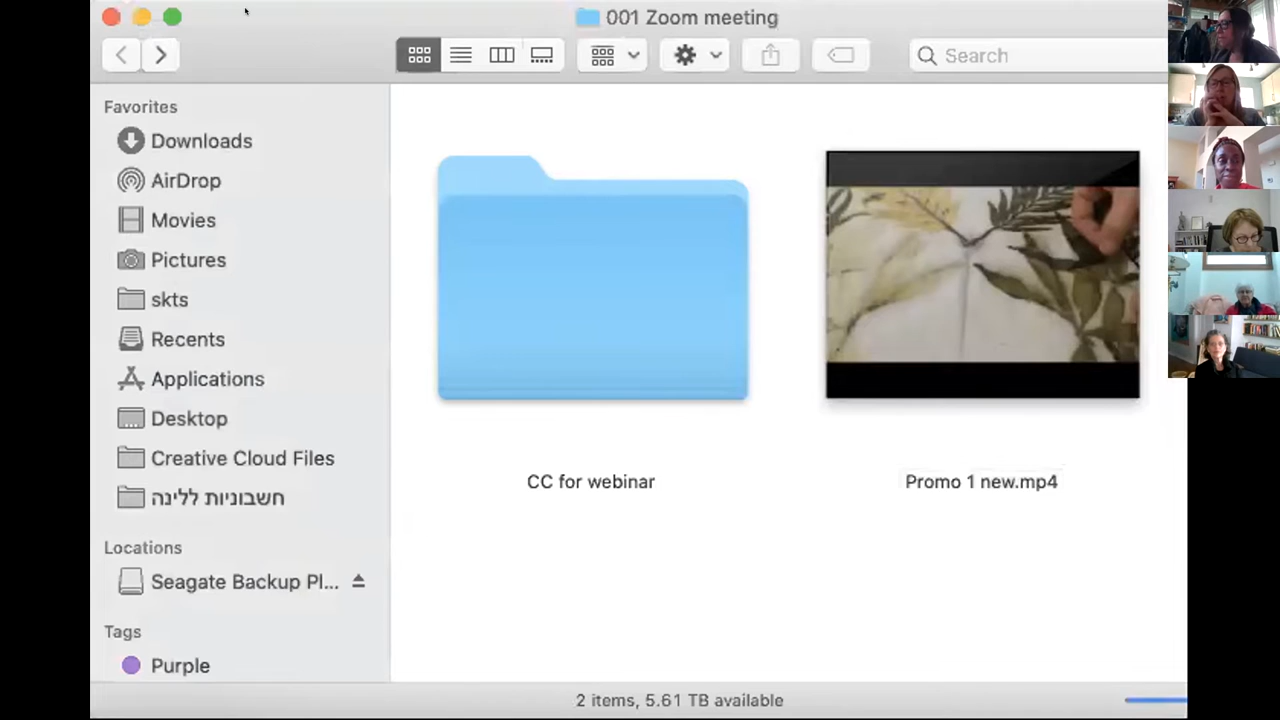 001 Zoom meeting
Search
Favorites
Downloads
AirDrop
Movies
Pictures
skts
Recents
Applications
Desktop
Creative Cloud Files
חשבוניות ללינה
Locations
Seagate Backup Pl...
Tags
Purple
CC for webinar
Promo 1 new.mp4
2 items, 5.61 TB available